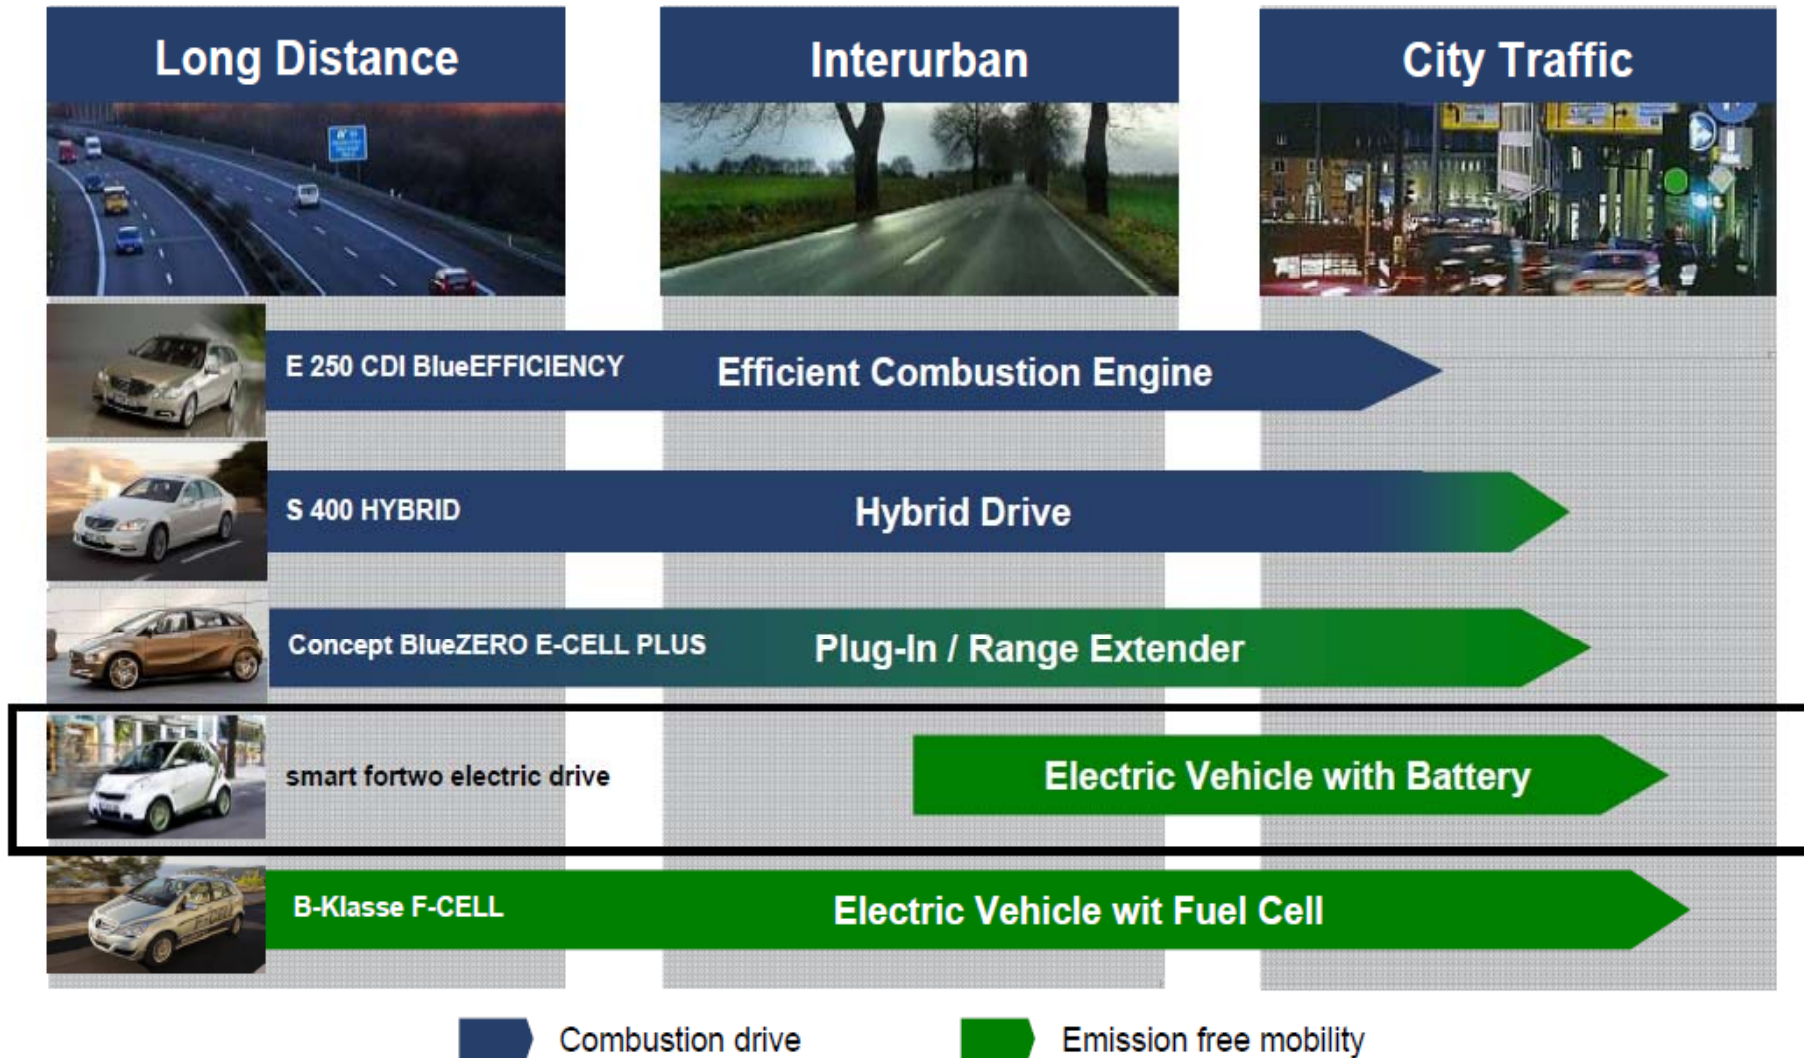 Long Distance
Interurban
City Traffic
E 250 CDI BlueEFFICIENCY
Efficient Combustion Engine
S 400 HYBRID
Hybrid Drive
Concept BlueZERO E-CELL PLUS
Plug-In / Range Extender
smart fortwo electric drive
Electric Vehicle with Battery
B-Klasse F-CELL
Electric Vehicle wit Fuel Cell
Combustion drive
Emission free mobility